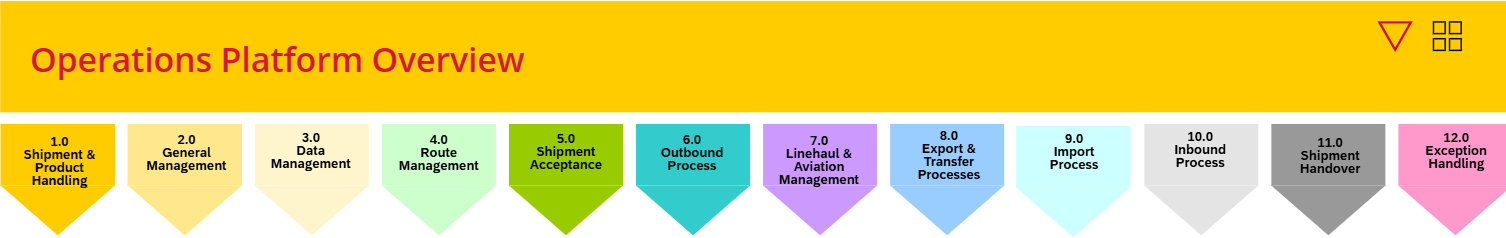 Operations Platform Overview
1.0
Shipment &
Product
Handling
2.0
General
Management
3.0
Data
Management
4.0
Route
Management
5.0
Shipment
Acceptance
6.0
Outbound
Process
7.0
Linehaul &
Aviation
Management
8.0
Export &
Transfer
Processes
9.0
Import
Process
10.0
Inbound
Process
11.0
Shipment
Handover
12.0
Exception
Handling